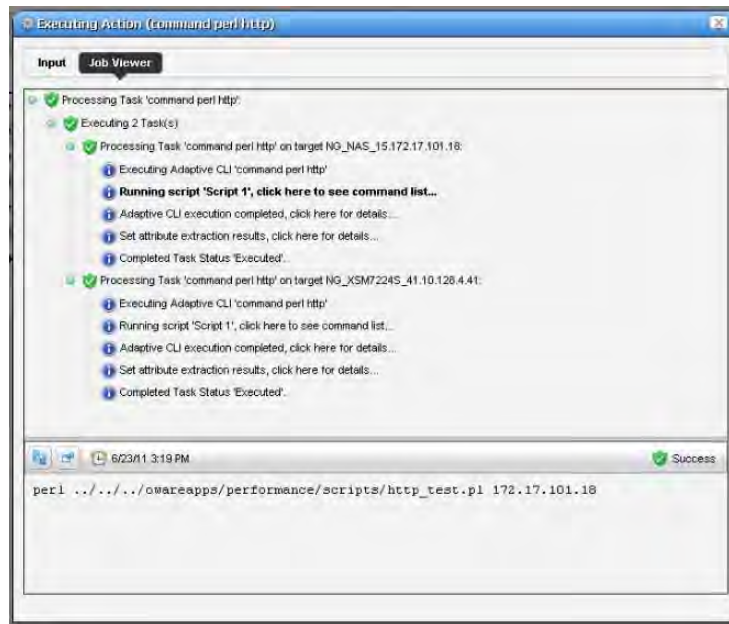 Executing Action (command perl http)
Input Job Viewer
Processing Task 'command perl http':
Executing 2 Task(s)
Processing Task 'command perl http' on target NG_NAS_15.172.17.101.18:
Executing Adaptive CLI 'command perl http'
Running script 'Script 1', click here to see command list...
Adaptive CLI execution completed, click here for details...
Set attribute extraction results, click here for details...
Completed Task Status 'Executed'.
Processing Task 'command perl http' on target NG_XSM7224S_41.10.128.4.41:
Executing Adaptive CLI 'command perl http'
Running script 'Script 1', click here to see command list...
Adaptive CLI execution completed, click here for details...
Set attribute extraction results, click here for details...
Completed Task Status 'Executed'.
6/23/11 3:19 PM Success
perl ../../../owareapps/performance/scripts/http_test.pl 172.17.101.18